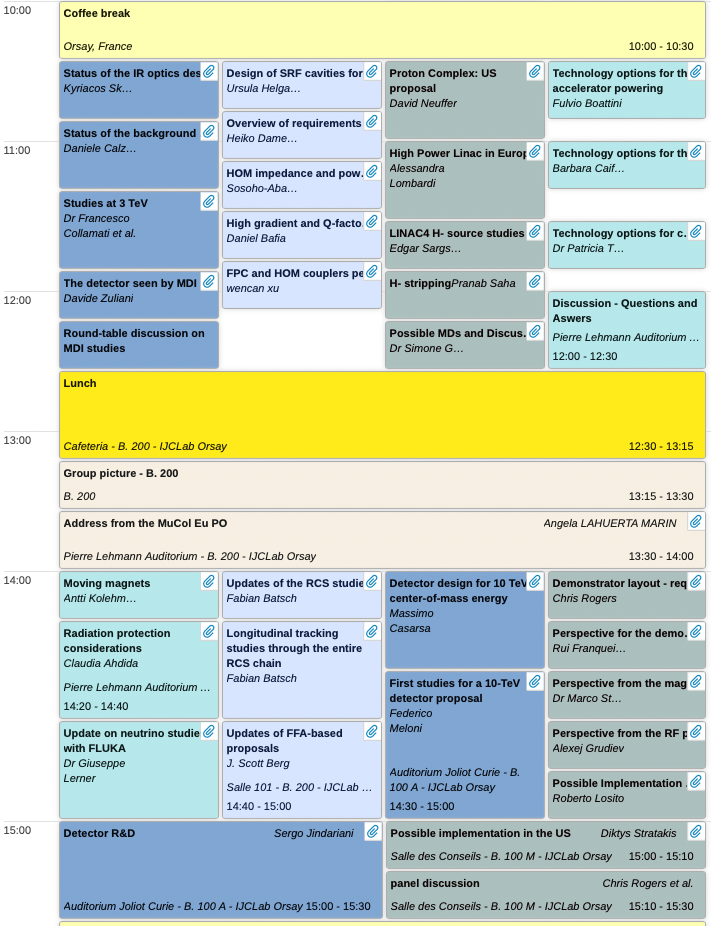 10:00
Coffee break
Orsay, France 10:00 - 10:30
Status of the IR optics des
Kyriacos Sk…
Design of SRF cavities for
Ursula Helga…
Proton Complex: US
proposal
David Neuffer
Technology options for th
accelerator powering
Fulvio Boattini
Status of the background
Daniele Calz…
Overview of requirements
Heiko Dame…
11:00
High Power Linac in Europ
Alessandra
Lombardi
Technology options for th
Barbara Caif…
HOM impedance and pow…
Sosoho-Aba…
Studies at 3 TeV
Dr Francesco
Collamati et al.
High gradient and Q-facto…
Daniel Bafia
LINAC4 H- source studies
Edgar Sargs…
Technology options for c…
Dr Patricia T…
FPC and HOM couplers pe
wencan xu
The detector seen by MDI
Davide Zuliani
H- stripping Pranab Saha
12:00
Discussion - Questions and
Aswers
Pierre Lehmann Auditorium …
12:00 - 12:30
Round-table discussion on
MDI studies
Possible MDs and Discus…
Dr Simone G…
Lunch
Cafeteria - B. 200 - IJCLab Orsay 12:30 - 13:15
13:00
Group picture - B. 200
B. 200 13:15 - 13:30
Address from the MuCol Eu PO Angela LAHUERTA MARIN
Pierre Lehmann Auditorium - B. 200 - IJCLab Orsay 13:30 - 14:00
14:00
Moving magnets
Antti Kolehm…
Updates of the RCS studie
Fabian Batsch
Detector design for 10 TeV
center-of-mass energy
Massimo
Casarsa
Demonstrator layout - req
Chris Rogers
Radiation protection
considerations
Claudia Ahdida
Pierre Lehmann Auditorium …
14:20 - 14:40
Longitudinal tracking
studies through the entire
RCS chain
Fabian Batsch
Perspective for the demo…
Rui Franquei…
First studies for a 10-TeV
detector proposal
Federico
Meloni
Auditorium Joliot Curie - B.
100 A - IJCLab Orsay
14:30 - 15:00
Perspective from the mag
Dr Marco St…
Update on neutrino studie
with FLUKA
Dr Giuseppe
Lerner
Updates of FFA-based
proposals
J. Scott Berg
Salle 101 - B. 200 - IJCLab …
14:40 - 15:00
Perspective from the RF p
Alexej Grudiev
Possible Implementation .
Roberto Losito
15:00
Detector R&D Sergo Jindariani
Auditorium Joliot Curie - B. 100 A - IJCLab Orsay 15:00 - 15:30
Possible implementation in the US Diktys Stratakis
Salle des Conseils - B. 100 M - IJCLab Orsay 15:00 - 15:10
panel discussion Chris Rogers et al.
Salle des Conseils - B. 100 M - IJCLab Orsay 15:10 - 15:30